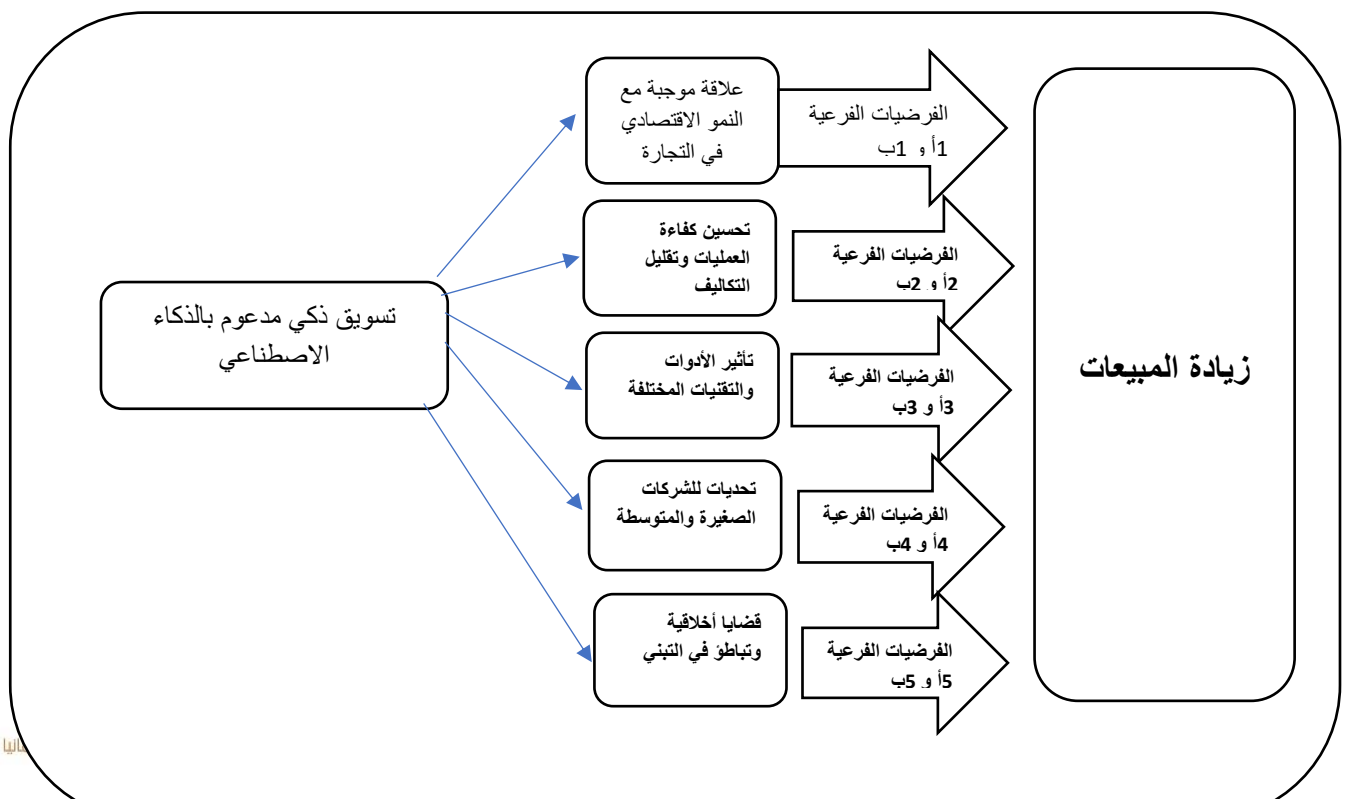 علاقة موجبة مع
النمو الاقتصادي
في التجارة
الفرضيات الفرعية
1أ و 1ب
تحسين كفاءة
العمليات وتقليل
التكاليف
الفرضيات الفرعية
2أ و 2ب
تسويق ذكي مدعوم بالذكاء
الاصطناعي
تأثير الأدوات
والتقتيات المختلفة
الفرضيات الفرعية
3أ و 3ب
زيادة المبيعات
تحديات للشركات
الصغيرة والمتوسطة
الفرضيات الفرعية
4أ و 4ب
قضايا أخلاقية
وتباطؤ في التبني
الفرضيات الفرعية
5أ و 5ب